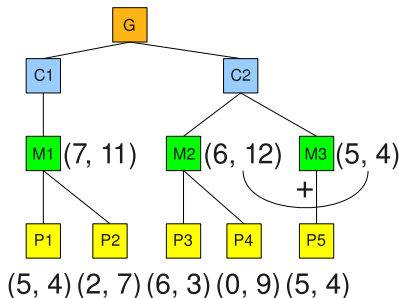 G
C1 C2
M1 (7, 11) M2 (6, 12) M3 (5, 4)
+
P1 P2 P3 P4 P5
(5, 4) (2, 7) (6, 3) (0, 9) (5, 4)